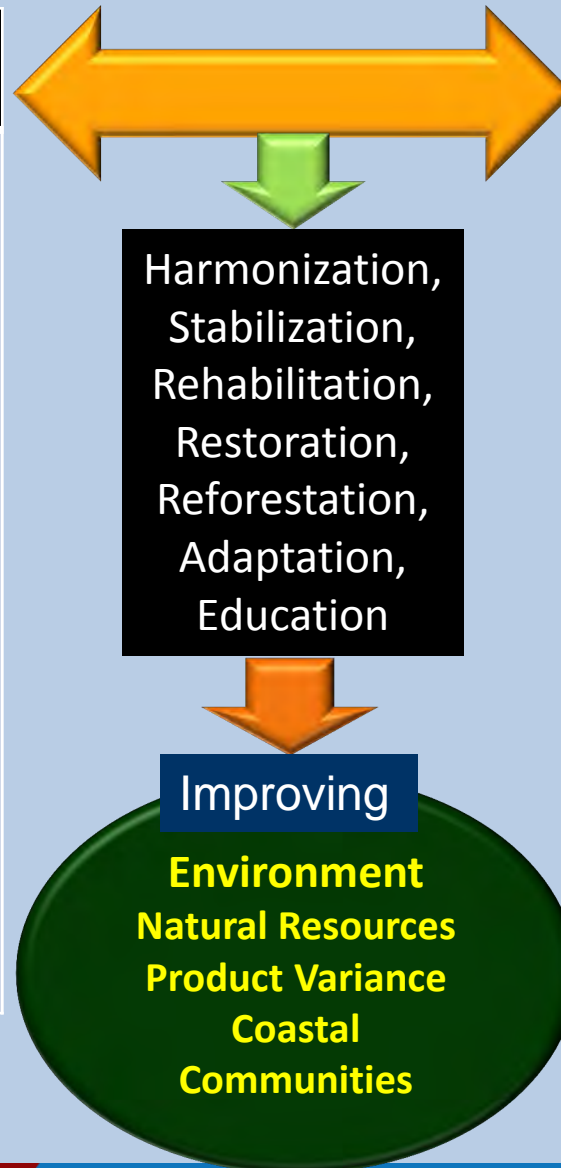 Harmonization,
Stabilization,
Rehabilitation,
Restoration,
Reforestation,
Adaptation,
Education
Improving
Environment
Natural Resources
Product Variance
Coastal
Communities